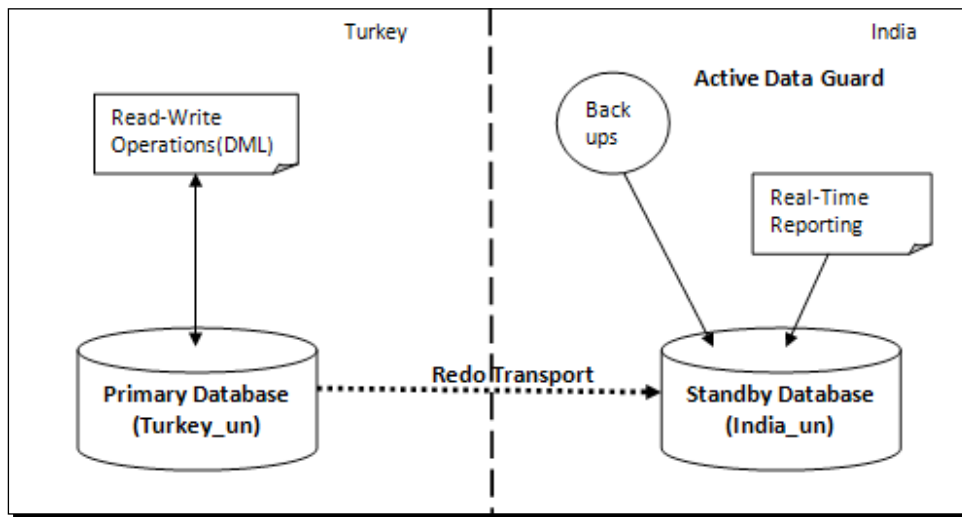 Turkey
India
Active Data Guard
Back
ups
Read-Write
Operations(DML)
Real-Time
Reporting
Redo Transport
Primary Database
(Turkey_un)
Standby Database
(India_un)